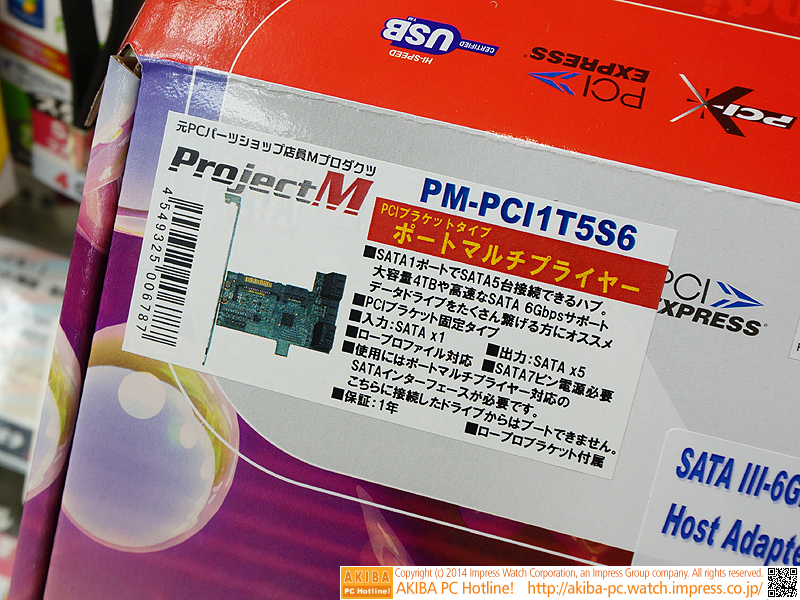 HI-SPEED
CERTIFIED
USB
TM
PCI
EXPRESS
PCI-X
元PCパーツショップ店員Mプロダクツ
ProjectM
PM-PCI1T5S6
PCIブラケットタイプ
ポートマルチプライヤー
■SATA1ポートでSATA5台接続できるハブ。
大容量4TBや高速なSATA 6Gbpsサポート
データドライブをたくさん繋げる方にオススメ
■PCIブラケット固定タイプ
■入力:SATA x1 ■出力:SATA x5
■ロープロファイル対応 ■SATA7ピン電源必要
■使用にはポートマルチプライヤー対応の
SATAインターフェースが必要です。
こちらに接続したドライブからはブートできません。
■保証:1年
■ロープロブラケット付属
4 549325 006787
PCI
EXPRESS
SATA III-6G
Host Adapte
AKIBA
PC Hotline!
Copyright (c) 2014 Impress Watch Corporation, an Impress Group company. All rights reserved.
AKIBA PC Hotline! http://akiba-pc.watch.impress.co.jp/